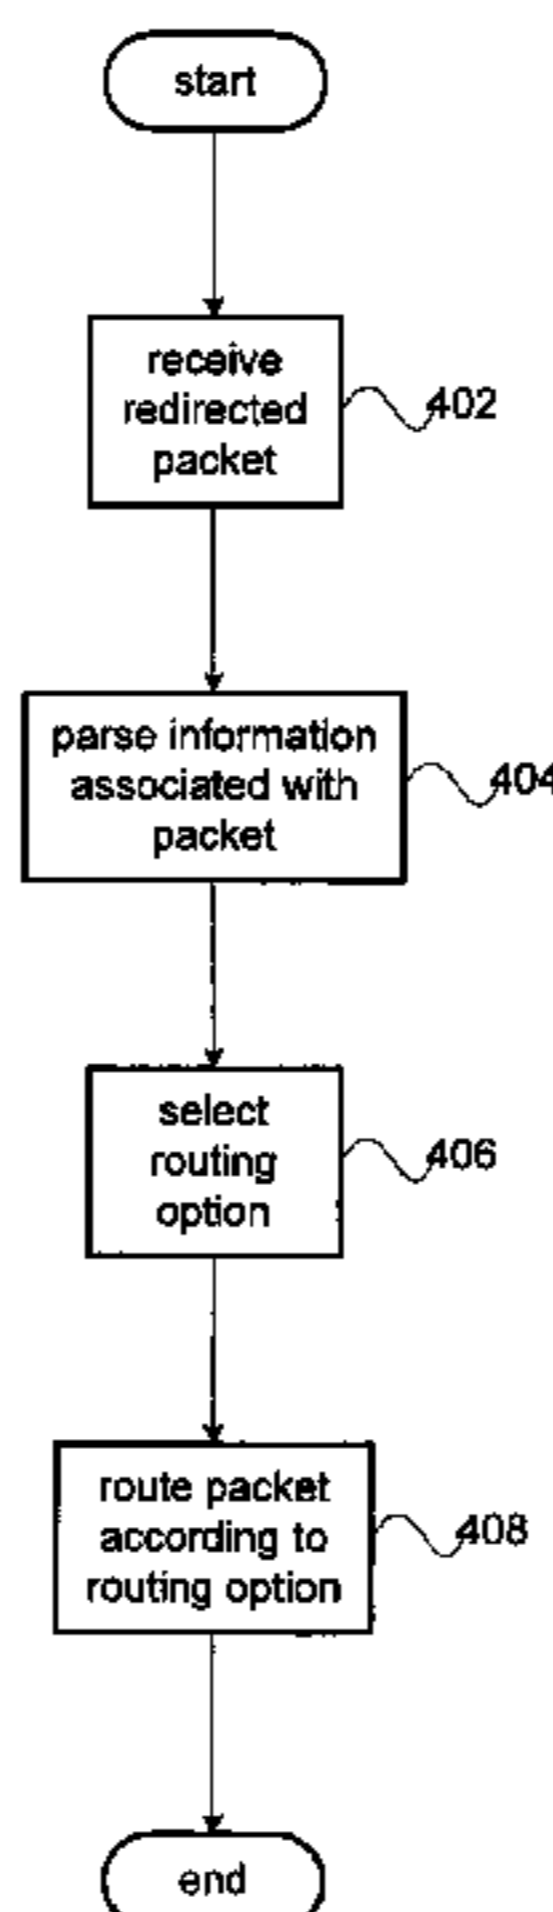 start
receive
redirected
packet
402
parse information
associated with
packet
404
select
routing
option
406
route packet
according to
routing option
408
end